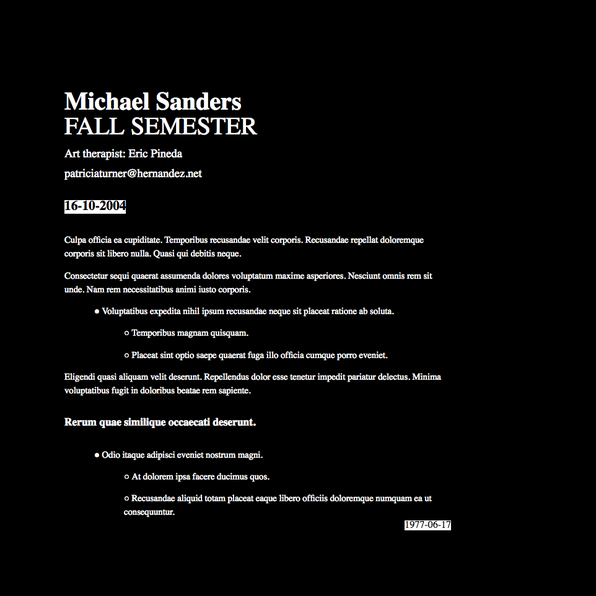 Michael Sanders
FALL SEMESTER
Art therapist: Eric Pineda
patriciaturner@hernandez.net
16-10-2004
Culpa officia ea cupiditate. Temporibus recusandae velit corporis. Recusandae repellat doloremque
corporis sit libero nulla. Quasi qui debitis neque.
Consectetur sequi quaerat assumenda dolores voluptatum maxime asperiores. Nesciunt omnis rem sit
unde. Nam rem necessitatibus animi iusto corporis.
● Voluptatibus expedita nihil ipsum recusandae neque sit placeat ratione ab soluta.
○ Temporibus magnam quisquam.
○ Placeat sint optio saepe quaerat fuga illo officia cumque porro eveniet.
Eligendi quasi aliquam velit deserunt. Repellendus dolor esse tenetur impedit pariatur delectus. Minima
voluptatibus fugit in doloribus beatae rem sapiente.
Rerum quae similique occaecati deserunt.
● Odio itaque adipisci eveniet nostrum magni.
○ At dolorem ipsa facere ducimus quos.
○ Recusandae aliquid totam placeat eaque libero officiis doloremque numquam ea ut
consequuntur.
1977-06-17